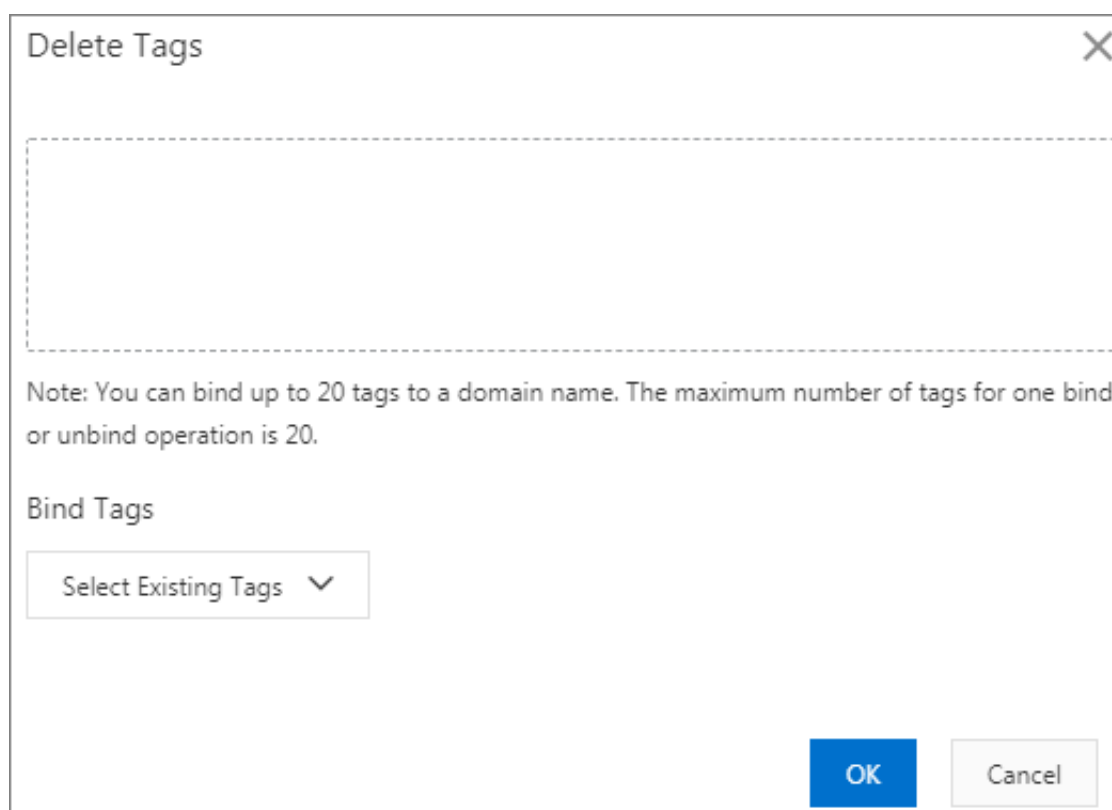 Delete Tags
Note: You can bind up to 20 tags to a domain name. The maximum number of tags for one bind
or unbind operation is 20.
Bind Tags
Select Existing Tags
OK
Cancel